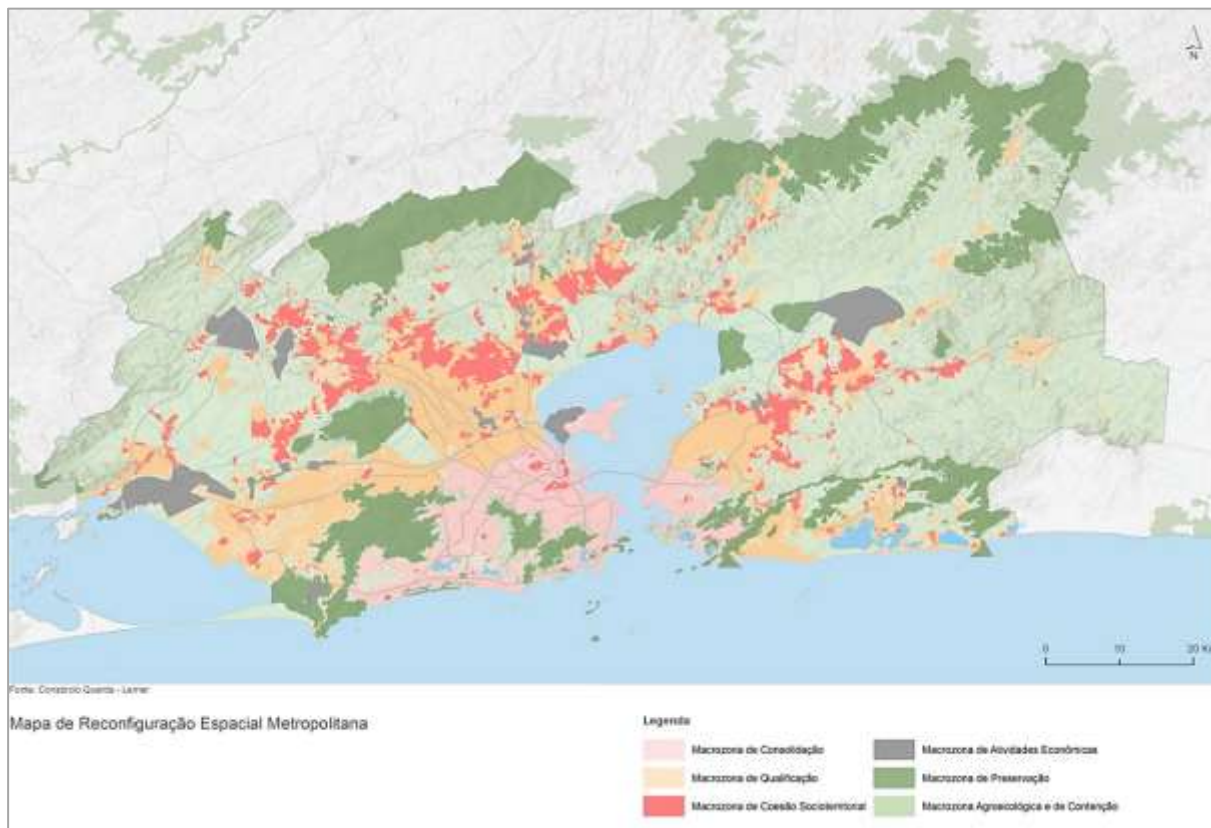 N
0 10 20 K
Fonte: Consórcio Quanta - Lerner
Mapa de Reconfiguração Espacial Metropolitana
Legenda
Macrozona de Consolidação
Macrozona de Qualificação
Macrozona de Coesão Socioterritorial
Macrozona de Atividades Econômicas
Macrozona de Preservação
Macrozona Agroecológica e de Contenção